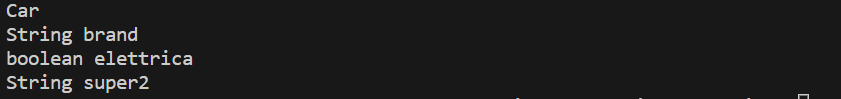 Car
String brand
boolean elettrica
String super2